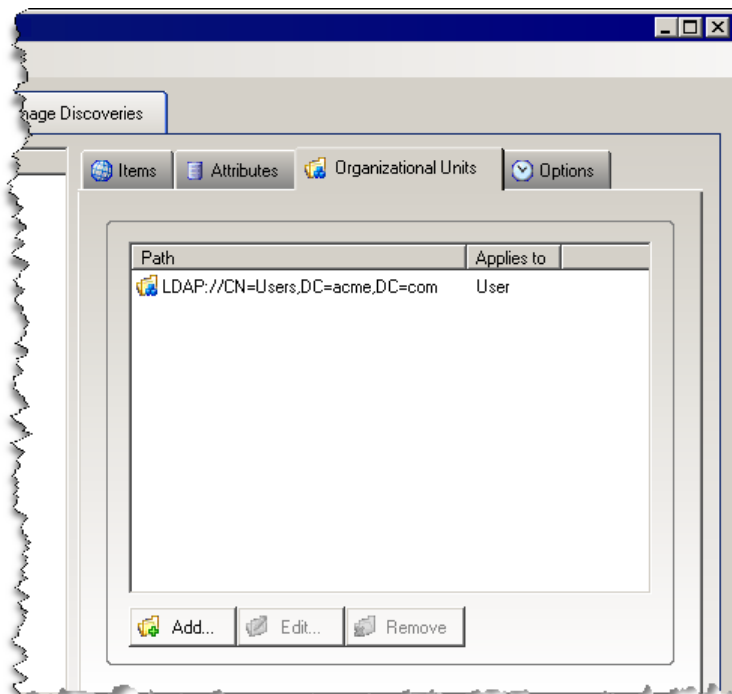 Discoveries
Items
Attributes
Organizational Units
Options
Path Applies to
LDAP://CN=Users,DC=acme,DC=com User
Add... Edit... Remove